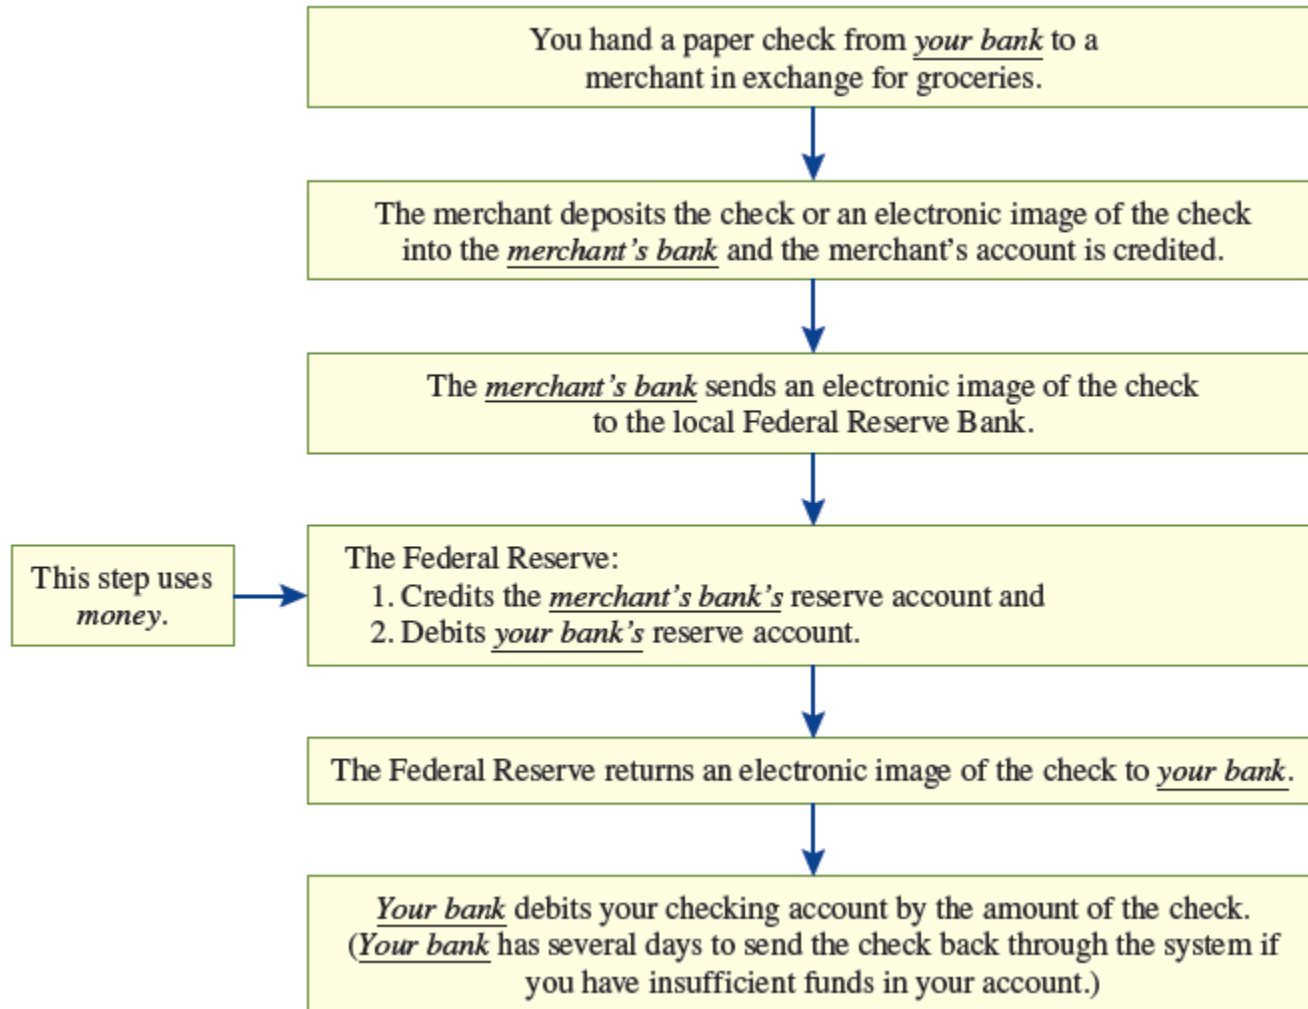 You hand a paper check from your bank to a
merchant in exchange for groceries.
The merchant deposits the check or an electronic image of the check
into the merchant’s bank and the merchant’s account is credited.
The merchant’s bank sends an electronic image of the check
to the local Federal Reserve Bank.
This step uses
money.
The Federal Reserve:
1. Credits the merchant’s bank’s reserve account and
2. Debits your bank’s reserve account.
The Federal Reserve returns an electronic image of the check to your bank.
Your bank debits your checking account by the amount of the check.
(Your bank has several days to send the check back through the system if
you have insufficient funds in your account.)